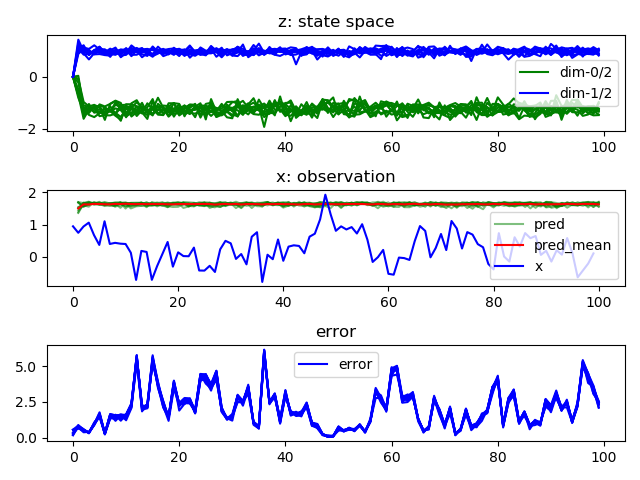 z: state space
0
−2
dim-0/2
dim-1/2
0 20 40 60 80 100
x: observation
2
1
0
pred
pred_mean
x
0 20 40 60 80 100
error
5.0
2.5
0.0
error
0 20 40 60 80 100